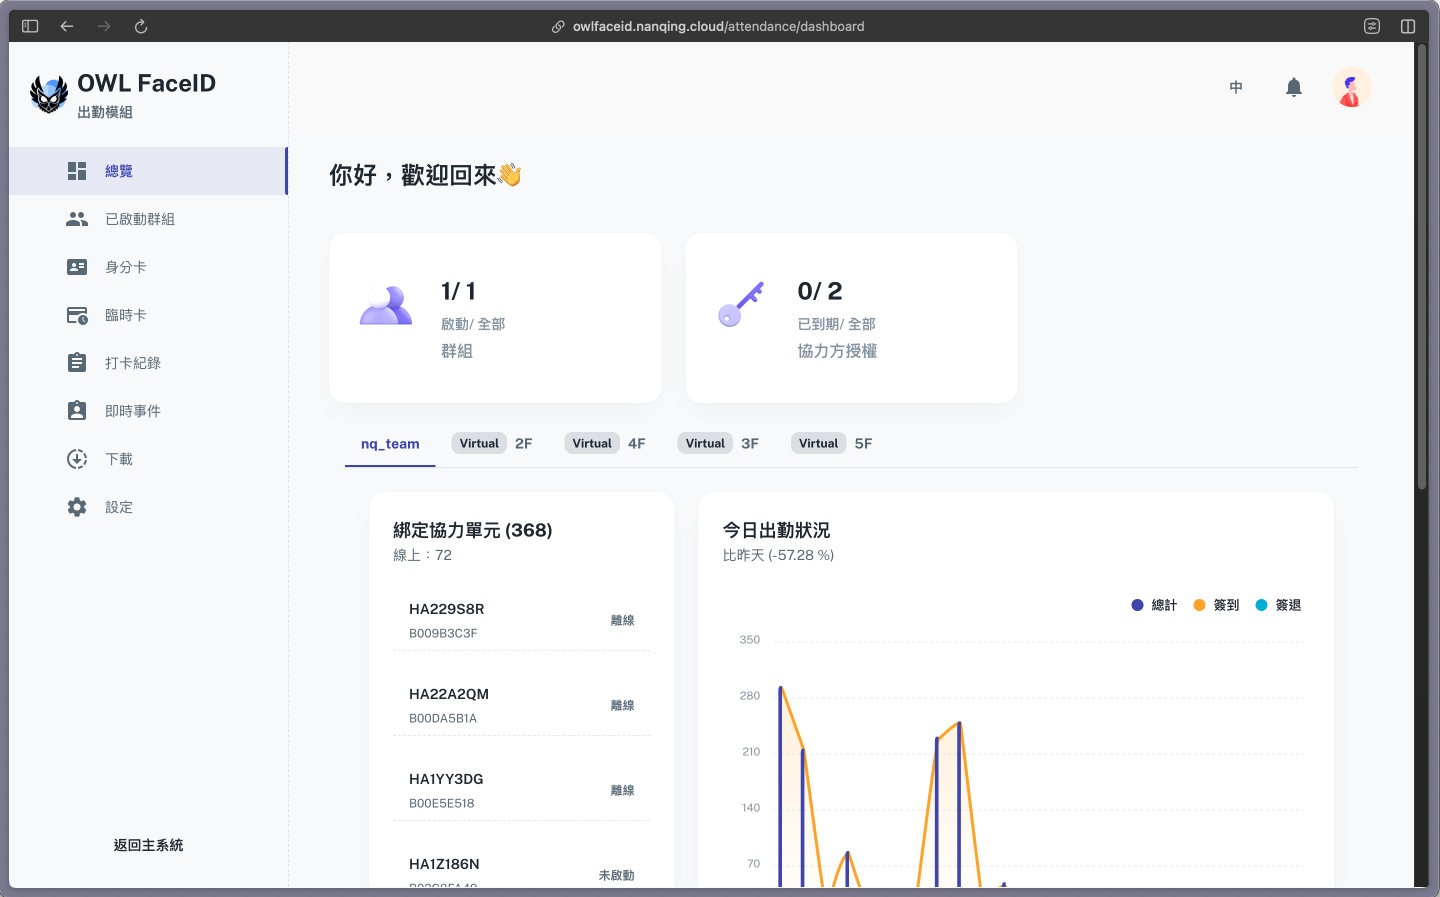 owlfaceid.nanqing.cloud/attendance/dashboard
OWL FaceID
出勤模組
中
總覽
已啟動群組
身分卡
臨時卡
打卡紀錄
即時事件
下載
設定
返回主系統
你好，歡迎回來👋
1/ 1
啟動/ 全部
群組
0/ 2
已到期/ 全部
協力方授權
nq_team
Virtual 2F
Virtual 4F
Virtual 3F
Virtual 5F
綁定協力單元 (368)
線上：72
HA229S8R
B009B3C3F
離線
HA22A2QM
B00DA5B1A
離線
HA1YY3DG
B00E5E518
離線
HA1Z186N
未啟動
今日出勤狀況
比昨天 (-57.28 %)
總計
簽到
簽退
350
280
210
140
70